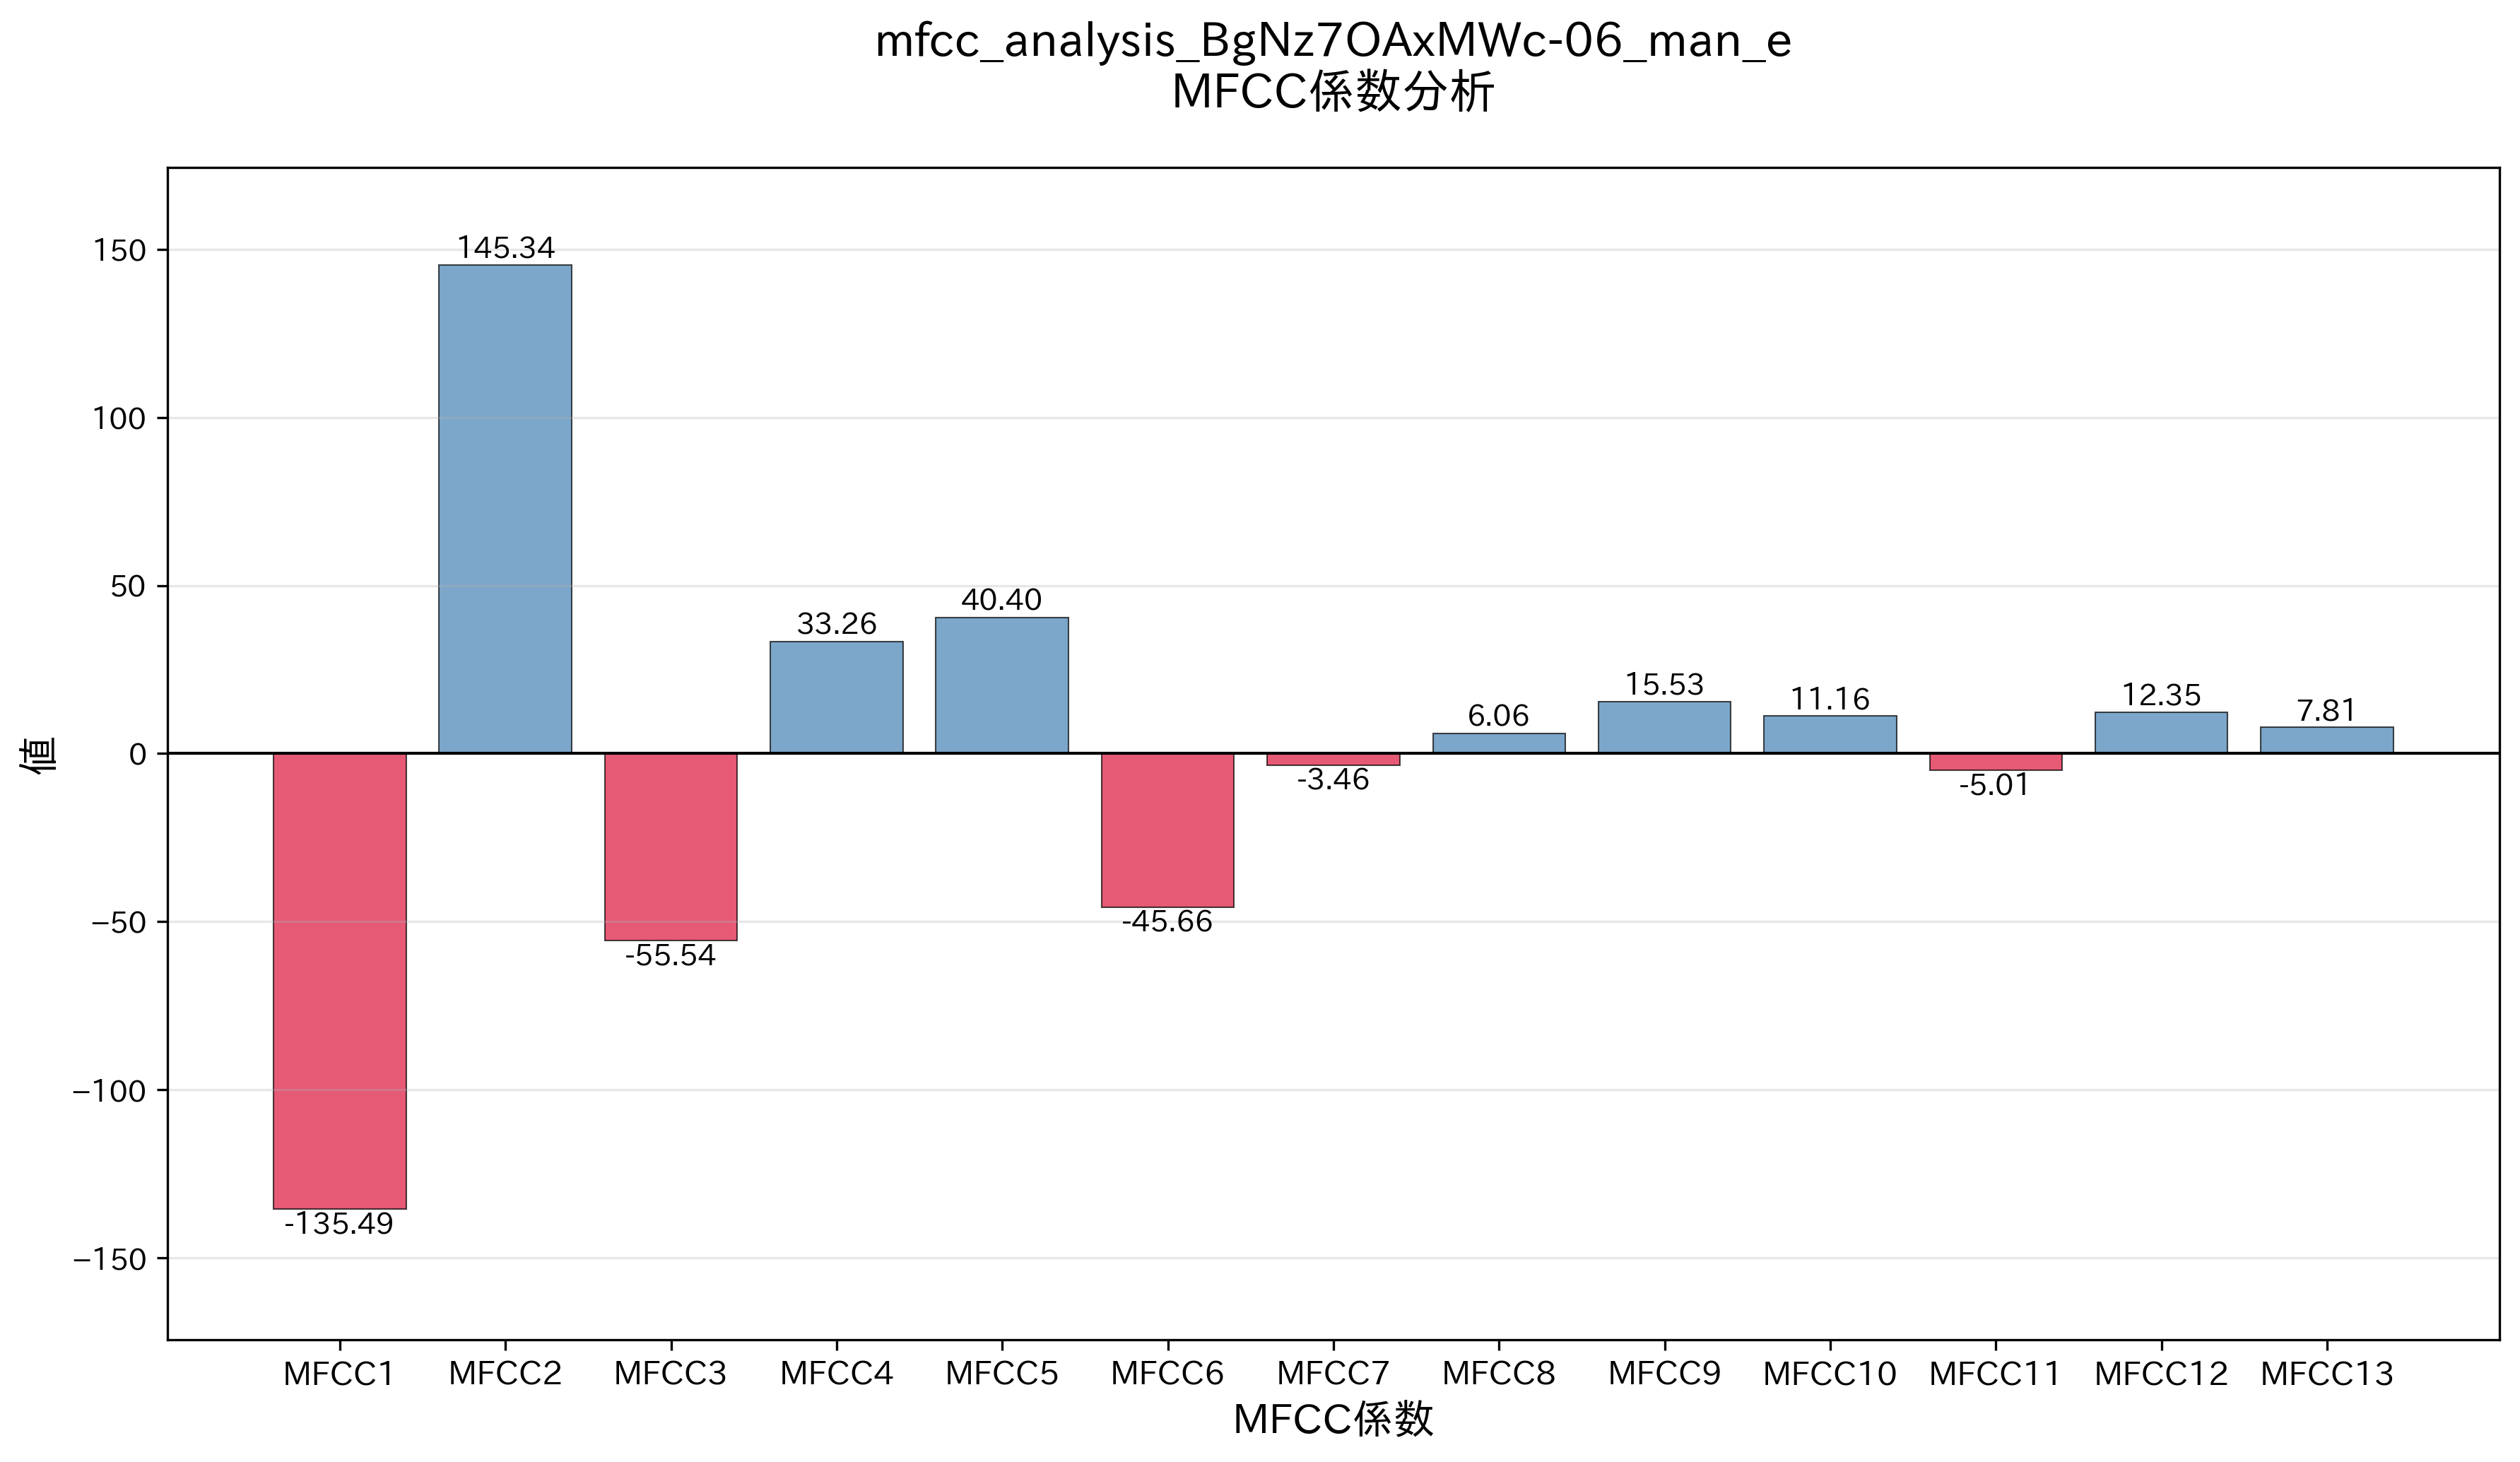 mfcc_analysis_BgNz7OAxMWc-06_man_e
MFCC係数分析
値
150
100
50
0
−50
−100
−150
-135.49
145.34
-55.54
33.26
40.40
-45.66
-3.46
6.06
15.53
11.16
-5.01
12.35
7.81
MFCC1
MFCC2
MFCC3
MFCC4
MFCC5
MFCC6
MFCC7
MFCC8
MFCC9
MFCC10
MFCC11
MFCC12
MFCC13
MFCC係数